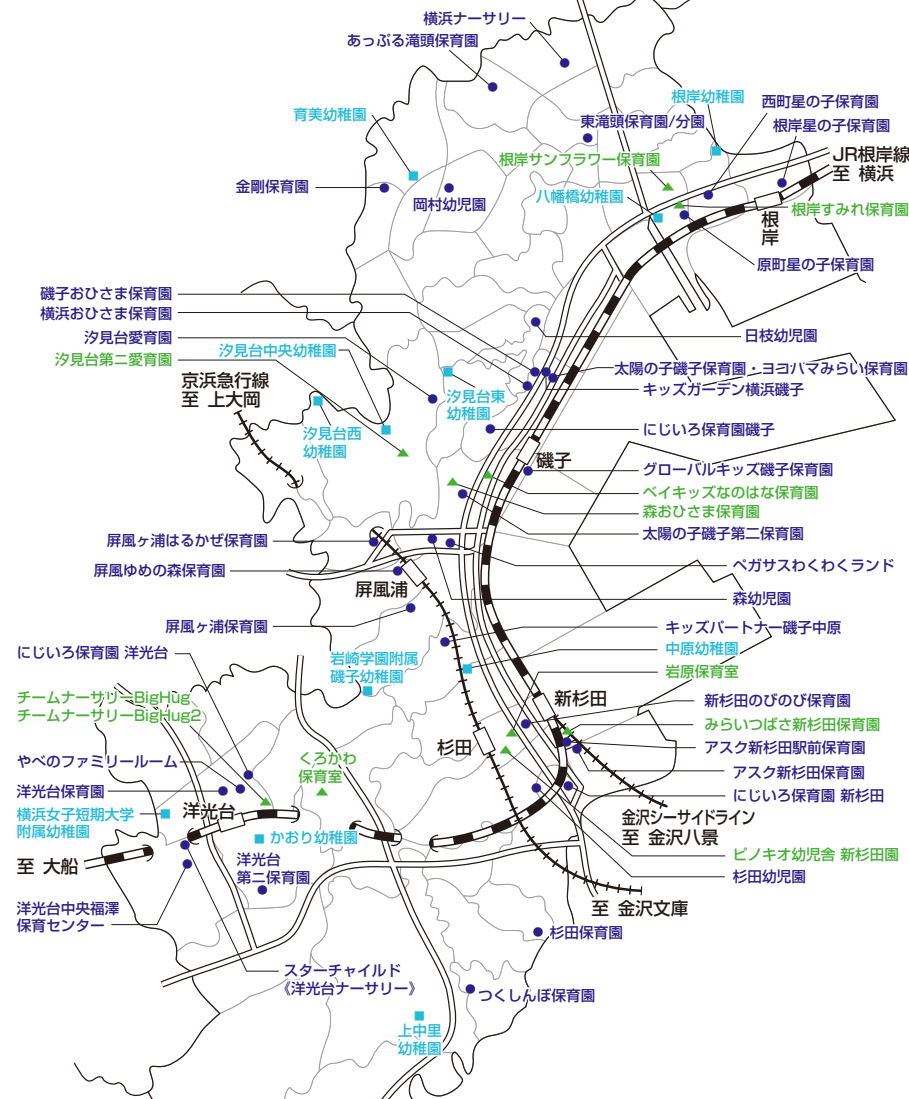 横浜ナーサリー
あっぷる滝頭保育園
根岸幼稚園
西町星の子保育園
育美幼稚園
東滝頭保育園/分園
根岸星の子保育園
根岸サンフラワー保育園
JR根岸線
至 横浜
金剛保育園
岡村幼児園
八幡橋幼稚園
根岸すみれ保育園
根岸
原町星の子保育園
磯子おひさま保育園
横浜おひさま保育園
汐見台愛育園
日枝幼児園
汐見台第二愛育園
汐見台中央幼稚園
太陽の子磯子保育園・ヨコハマみらい保育園
京浜急行線
至 上大岡
キッズガーデン横浜磯子
汐見台東
幼稚園
汐見台西
幼稚園
にじいろ保育園磯子
磯子
グローバルキッズ磯子保育園
ベイキッズなのはな保育園
森おひさま保育園
太陽の子磯子第二保育園
屏風ヶ浦はるかぜ保育園
ペガサスわくわくランド
屏風ゆめの森保育園
屏風浦
森幼児園
屏風ヶ浦保育園
キッズパートナー磯子中原
にじいろ保育園 洋光台
岩崎学園附属
磯子幼稚園
中原幼稚園
岩原保育室
チームナーサリーBigHug
チームナーサリーBigHug2
新杉田
新杉田のびのび保育園
みらいつばさ新杉田保育園
杉田
アスク新杉田駅前保育園
やべのファミリールーム
くろかわ
保育室
アスク新杉田保育園
洋光台保育園
にじいろ保育園 新杉田
横浜女子短期大学
附属幼稚園
洋光台
金沢シーサイドライン
至 金沢八景
かおり幼稚園
至 大船
洋光台
第二保育園
ピノキオ幼児舎 新杉田園
杉田幼児園
洋光台中央福澤
保育センター
至 金沢文庫
杉田保育園
スターチャイルド
《洋光台ナーサリー》
つくしんぼ保育園
上中里
幼稚園